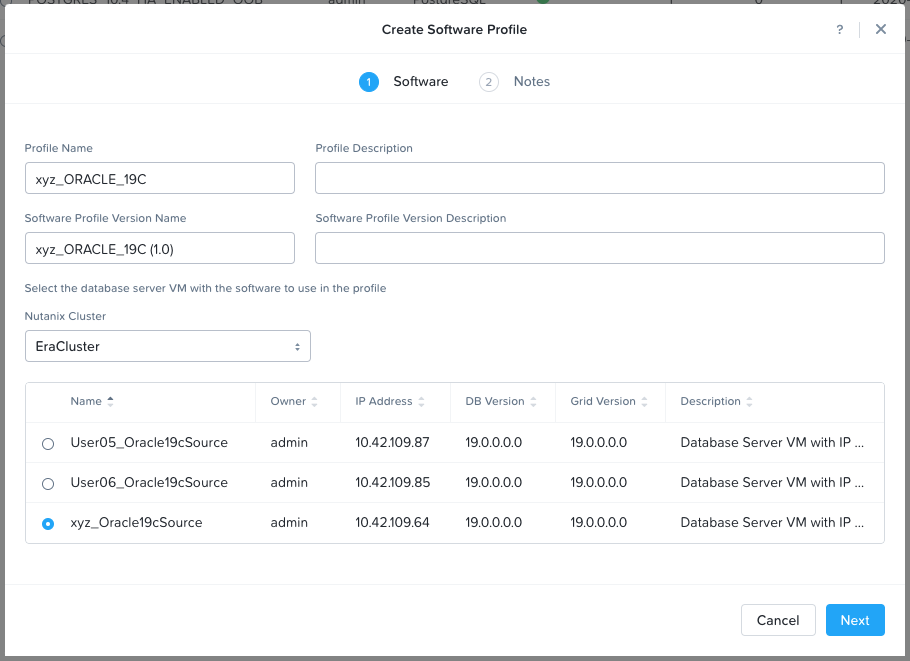 admin PostgreSQL
Create Software Profile ?
1 Software 2 Notes
Profile Name Profile Description
xyz_ORACLE_19C
Software Profile Version Name Software Profile Version Description
xyz_ORACLE_19C (1.0)
Select the database server VM with the software to use in the profile
Nutanix Cluster
EraCluster
Name Owner IP Address DB Version Grid Version Description
User05_Oracle19cSource admin 10.42.109.87 19.0.0.0.0 19.0.0.0.0 Database Server VM with IP ...
User06_Oracle19cSource admin 10.42.109.85 19.0.0.0.0 19.0.0.0.0 Database Server VM with IP ...
xyz_Oracle19cSource admin 10.42.109.64 19.0.0.0.0 19.0.0.0.0 Database Server VM with IP ...
Cancel Next